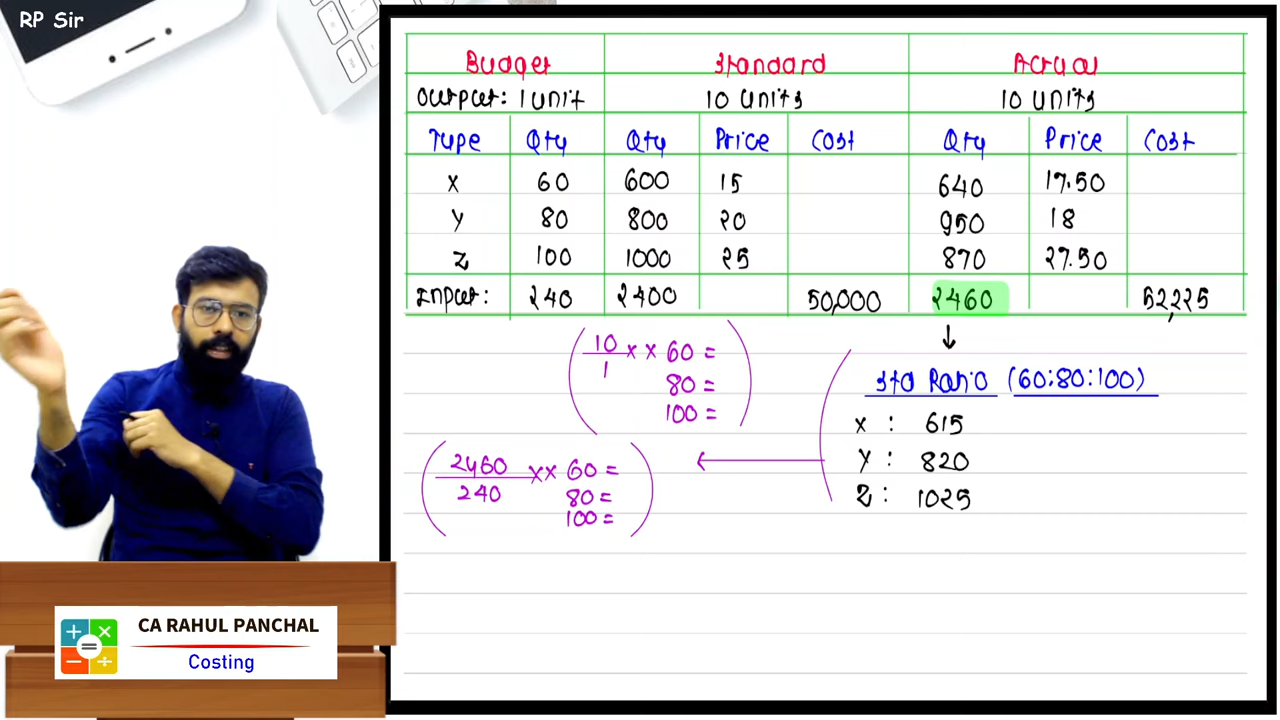 RP Sir
Budget Standard Actual
Output: 1 Unit 10 Units 10 Units
Type Qty Qty Price Cost Qty Price Cost
X 60 600 15 640 17.50
Y 80 800 20 950 18
Z 100 1000 25 870 27.50
Input: 240 2400 50,000 2460 52,225
10 / 1 x x 60 =
80 =
100 =
↓
Std Ratio (60:80:100)
X : 615
Y : 820
Z : 1025
2460 / 240 x x 60 =
80 =
100 =
CA RAHUL PANCHAL
Costing